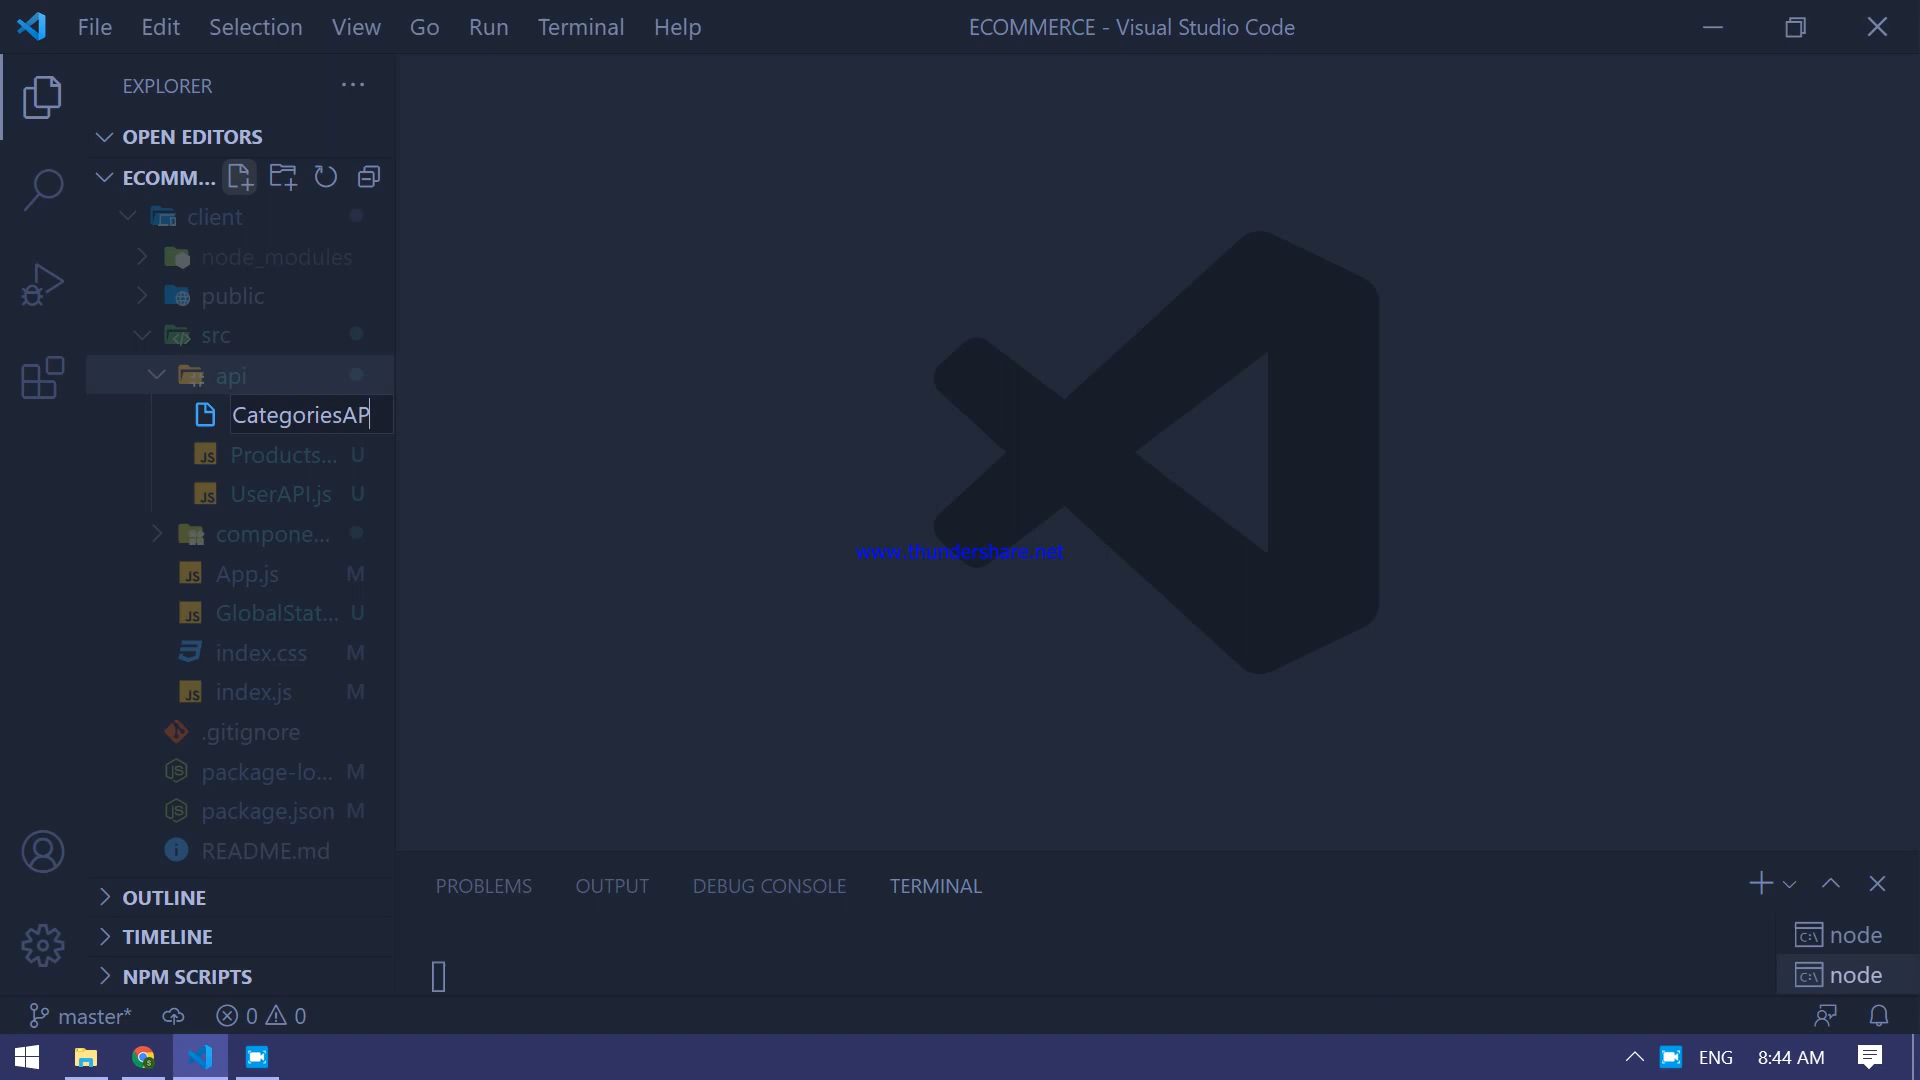 File Edit Selection View Go Run Terminal Help
ECOMMERCE - Visual Studio Code
EXPLORER
OPEN EDITORS
ECOMM...
client
node_modules
public
src
api
CategoriesAP
Products... U
UserAPI.js U
compone...
App.js M
GlobalStat... U
index.css M
index.js M
.gitignore
package-lo... M
package.json M
README.md
OUTLINE
TIMELINE
NPM SCRIPTS
www.thundershare.net
PROBLEMS OUTPUT DEBUG CONSOLE TERMINAL
node
node
master* 0 0
ENG 8:44 AM